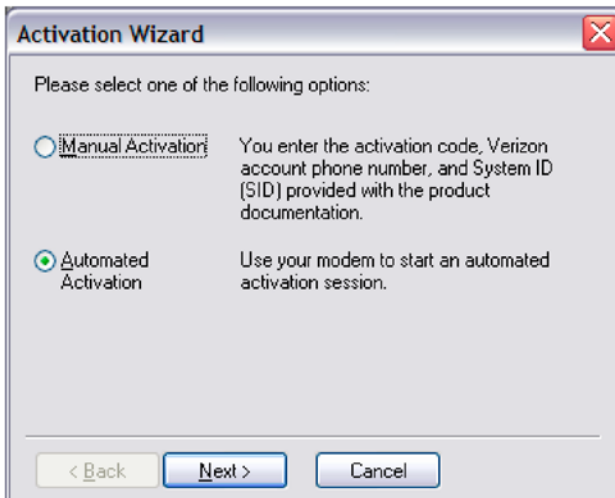 Activation Wizard
Please select one of the following options:
Manual Activation
You enter the activation code, Verizon
account phone number, and System ID
(SID) provided with the product
documentation.
Automated
Activation
Use your modem to start an automated
activation session.
< Back
Next >
Cancel